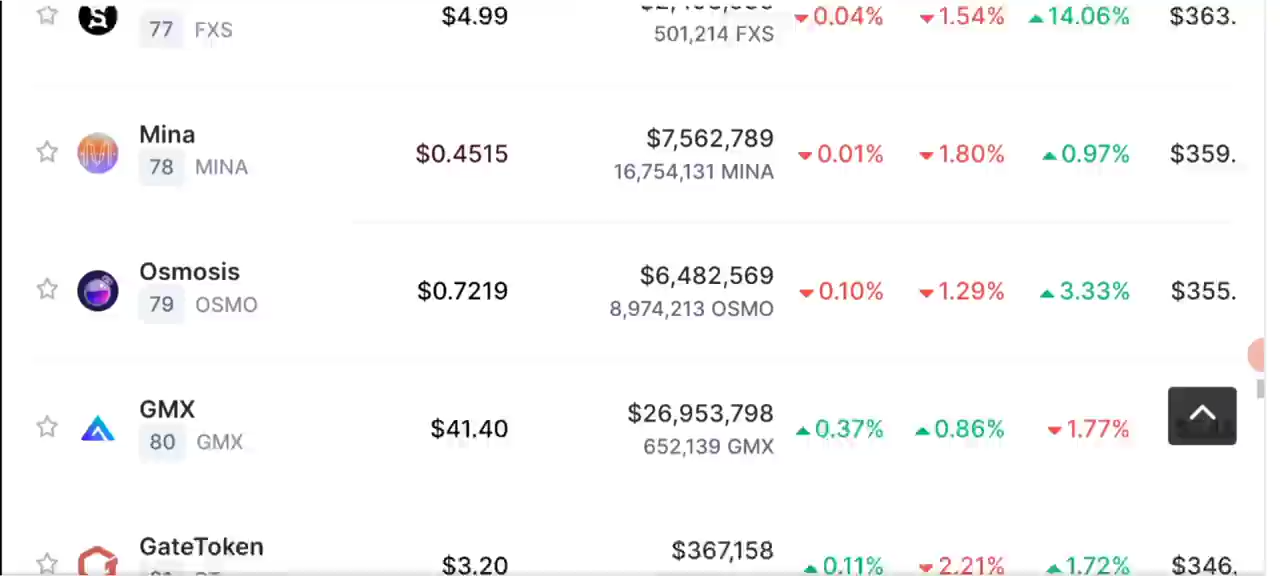 $4.99 0.04% 1.54% 14.06% $363.
77 FXS 501,214 FXS
Mina $7,562,789
$0.4515 0.01% 1.80% 0.97% $359.
78 MINA 16,754,131 MINA
Osmosis $6,482,569
$0.7219 0.10% 1.29% 3.33% $355.
79 OSMO 8,974,213 OSMO
GMX $26,953,798
$41.40 0.37% 0.86% 1.77%
80 GMX 652,139 GMX
GateToken $367,158
$3.20 0.11% 2.21% 1.72% $346.